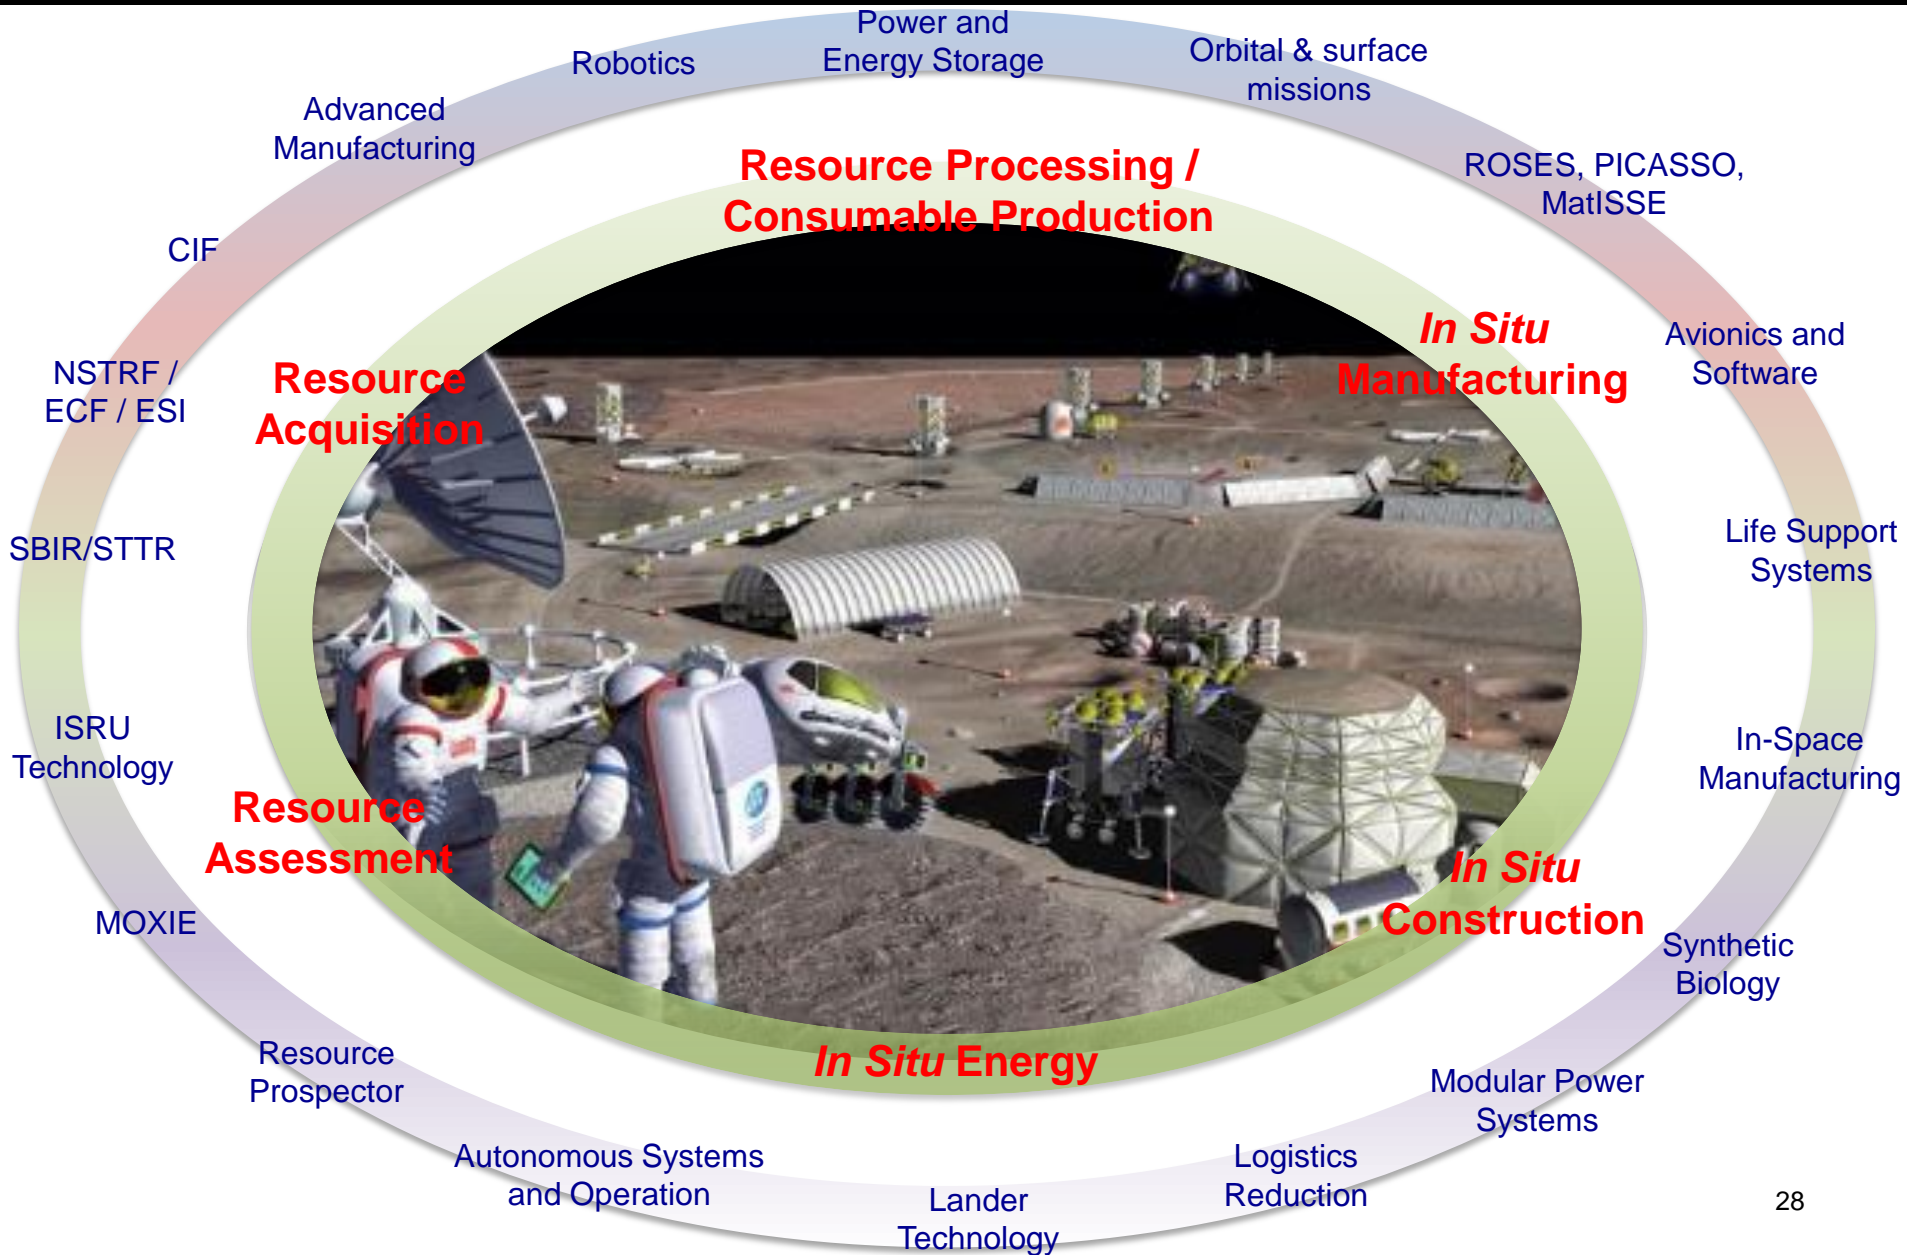 Power and
Energy Storage
Robotics
Orbital & surface
missions
Advanced
Manufacturing
ROSES, PICASSO,
MatISSE
CIF
Avionics and
Software
NSTRF /
ECF / ESI
Life Support
Systems
SBIR/STTR
In-Space
Manufacturing
ISRU
Technology
Synthetic
Biology
MOXIE
Modular Power
Systems
Resource
Prospector
Logistics
Reduction
Autonomous Systems
and Operation
Lander
Technology
Resource Processing /
Consumable Production
In Situ
Manufacturing
Resource
Acquisition
Resource
Assessment
In Situ
Construction
In Situ Energy
28